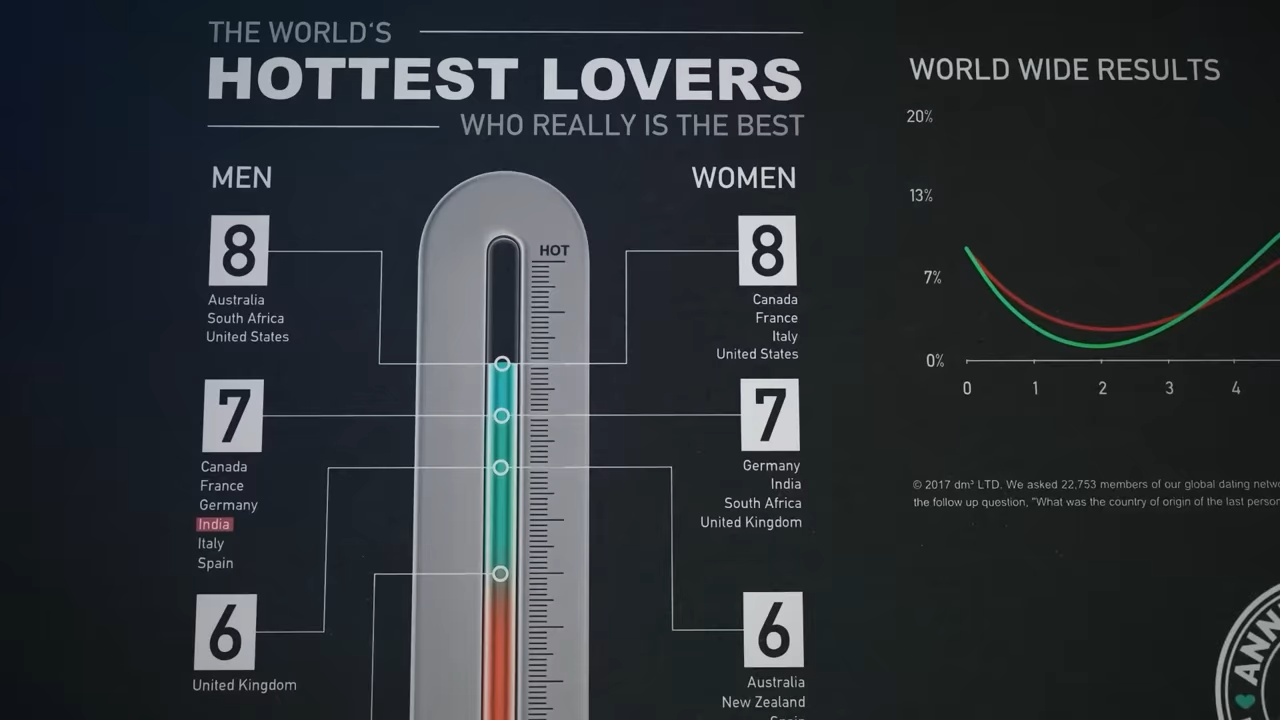 THE WORLD'S
HOTTEST LOVERS
WHO REALLY IS THE BEST
MEN
WOMEN
8
Australia
South Africa
United States
HOT
8
Canada
France
Italy
United States
7
Canada
France
Germany
India
Italy
Spain
7
Germany
India
South Africa
United Kingdom
6
United Kingdom
6
Australia
New Zealand
Spain
WORLD WIDE RESULTS
20%
13%
7%
0%
0 1 2 3 4
© 2017 dm³ LTD. We asked 22,753 members of our global dating
the follow up question, "What was the country of origin of the last